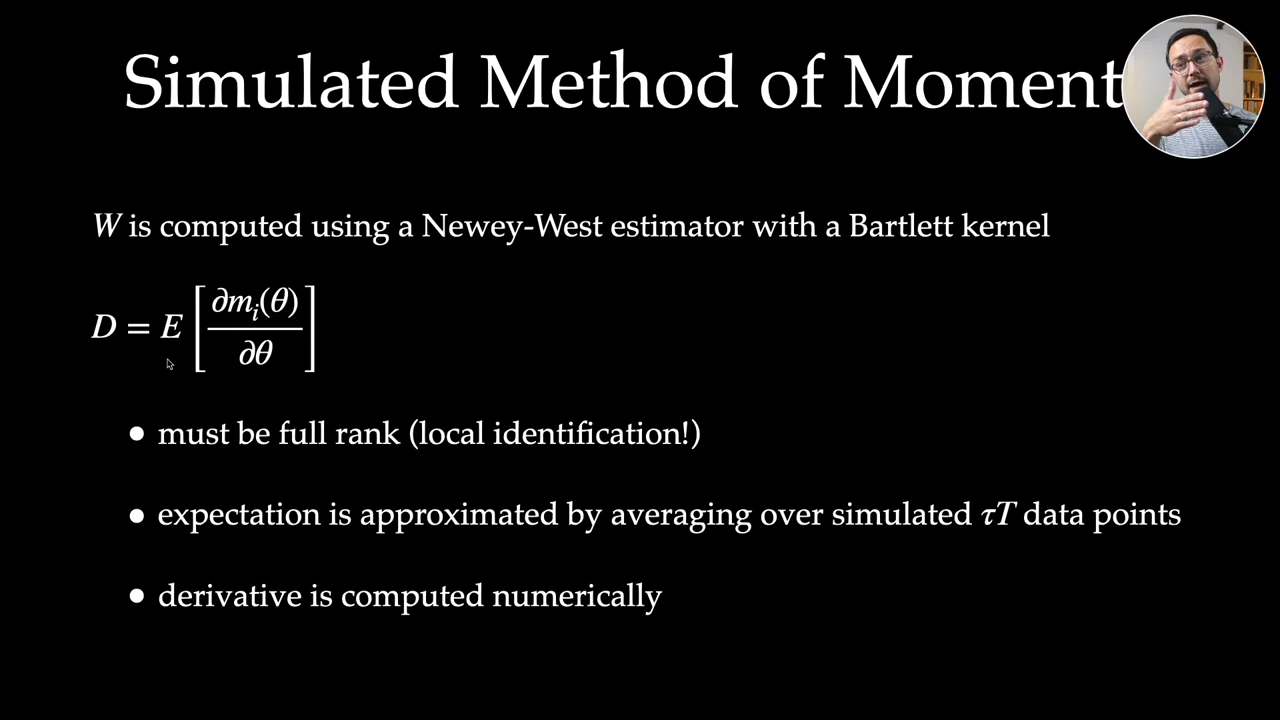 Simulated Method of Moment
W is computed using a Newey-West estimator with a Bartlett kernel
D = E [ ∂mᵢ(θ) / ∂θ ]
• must be full rank (local identification!)
• expectation is approximated by averaging over simulated τT data points
• derivative is computed numerically